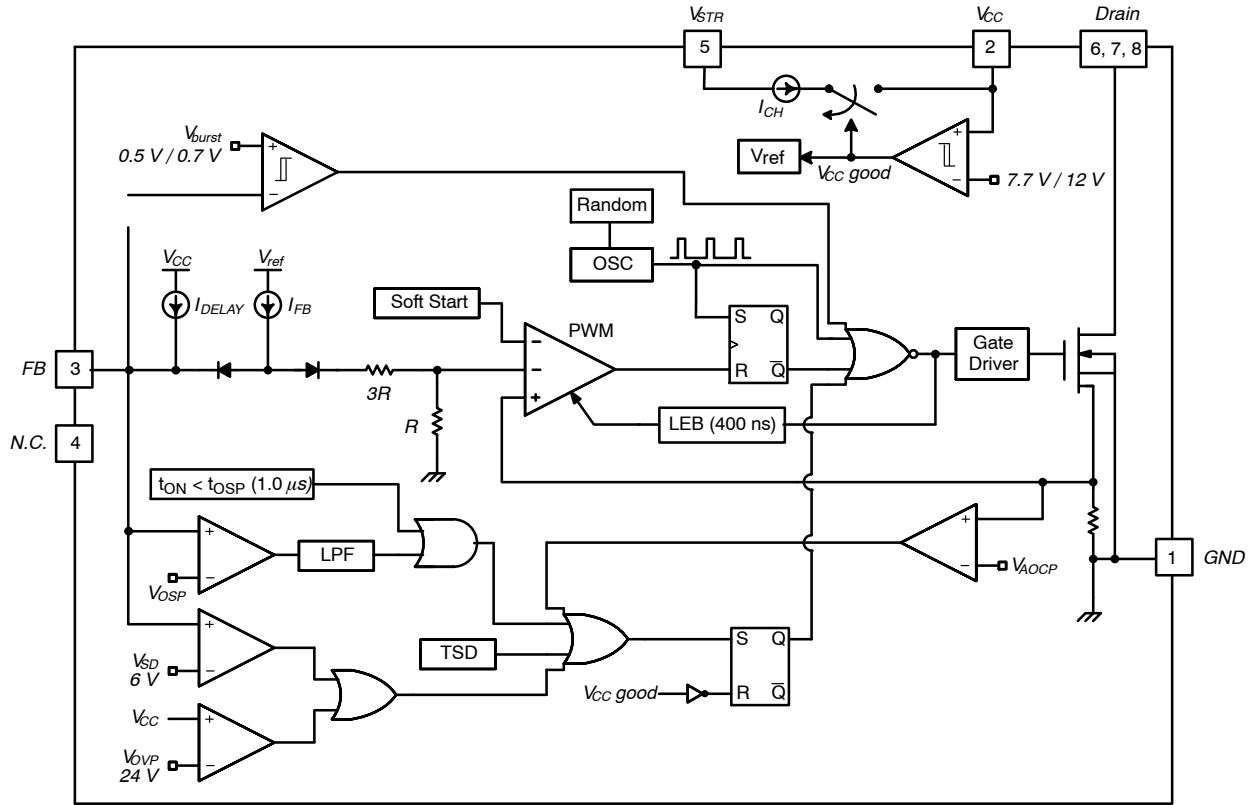 VSTR
VCC
Drain
5
2
6, 7, 8
ICH
Vburst
0.5 V / 0.7 V
+
−
Vref
VCC good
+
−
7.7 V / 12 V
Random
OSC
VCC
Vref
IDELAY
IFB
Soft Start
PWM
−
−
+
S Q
R Q
Gate
Driver
FB
3
3R
R
LEB (400 ns)
N.C.
4
tON < tOSP (1.0 μs)
+
−
VOSP
LPF
+
−
VAOCP
1
GND
+
−
VSD
6 V
TSD
S Q
R Q
VCC good
VCC
+
−
VOVP
24 V